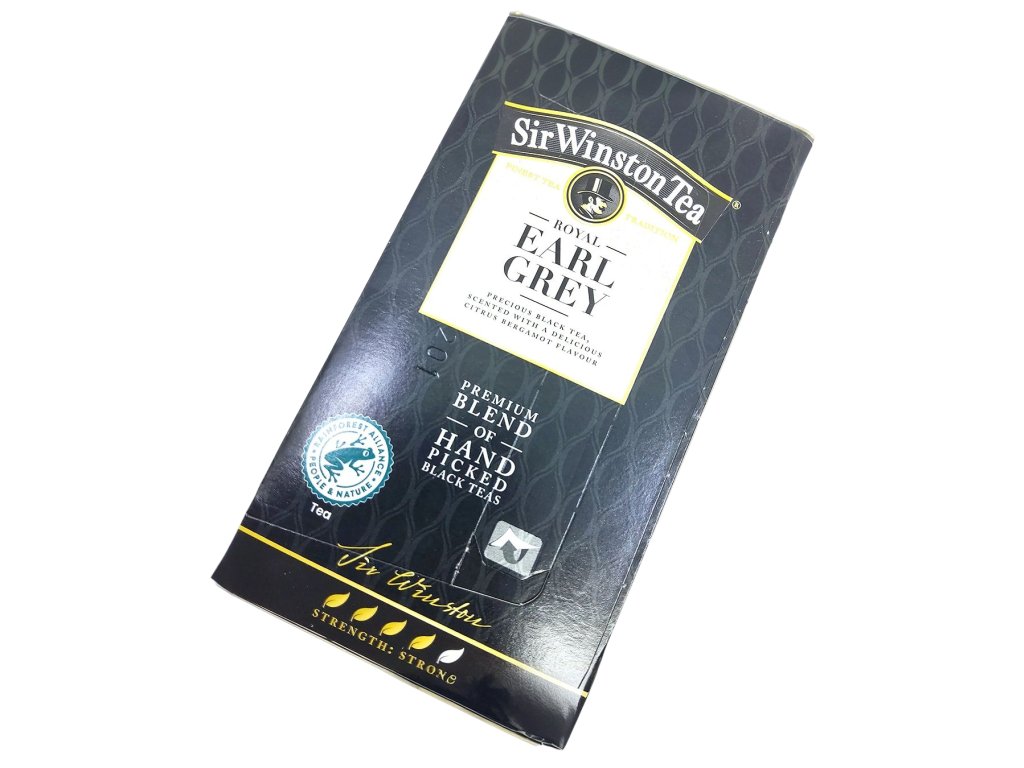 Sir Winston Tea
®
FINEST TEA TRADITION
ROYAL
EARL
GREY
PRECIOUS BLACK TEA,
SCENTED WITH A DELICIOUS
CITRUS BERGAMOT FLAVOUR
PREMIUM
BLEND
OF
HAND
PICKED
BLACK TEAS
RAINFOREST ALLIANCE
PEOPLE & NATURE
Tea
Sir Winston
STRENGTH: STRONG